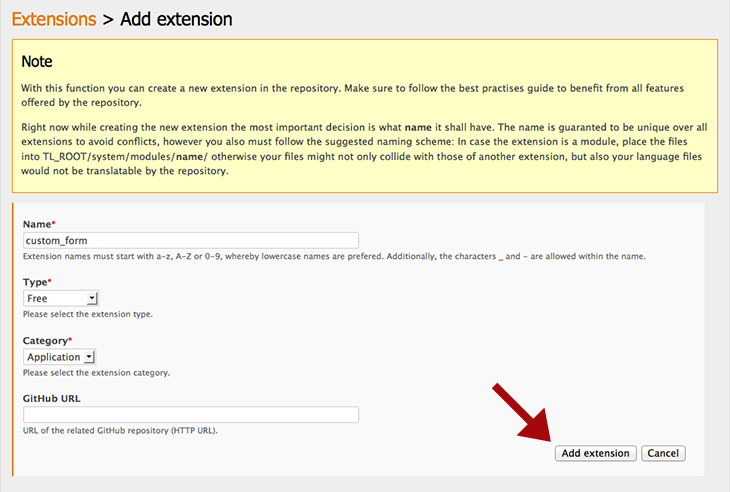 Extensions > Add extension
Note
With this function you can create a new extension in the repository. Make sure to follow the best practises guide to benefit from all features
offered by the repository.
Right now while creating the new extension the most important decision is what name it shall have. The name is guaranted to be unique over all
extensions to avoid conflicts, however you also must follow the suggested naming scheme: In case the extension is a module, place the files
into TL_ROOT/system/modules/name/ otherwise your files might not only collide with those of another extension, but also your language files
would not be translatable by the repository.
Name*
custom_form
Extension names must start with a-z, A-Z or 0-9, whereby lowercase names are prefered. Additionally, the characters _ and - are allowed within the name.
Type*
Free
Please select the extension type.
Category*
Application
Please select the extension category.
GitHub URL
URL of the related GitHub repository (HTTP URL).
Add extension Cancel